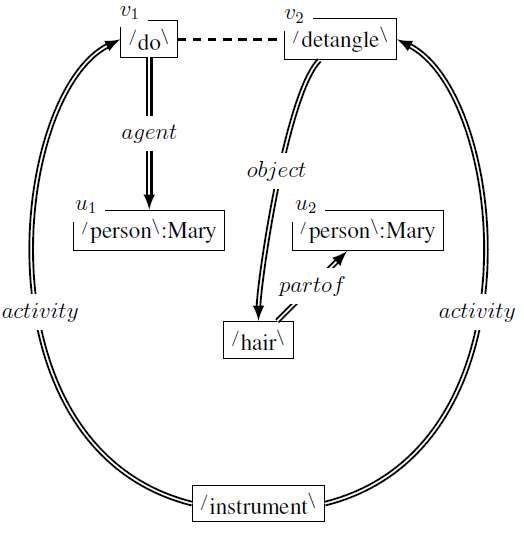 v1
v2
/do\
/detangle\
agent
object
u1
u2
/person\:Mary
/person\:Mary
partof
activity
activity
/hair\
/instrument\